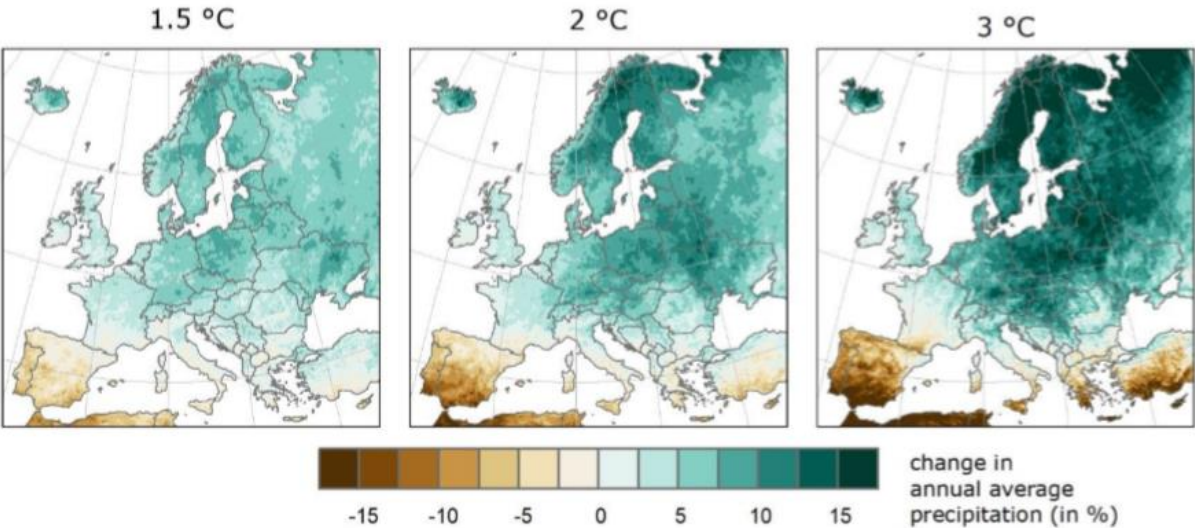 1.5 °C
2 °C
3 °C
-15 -10 -5 0 5 10 15
change in
annual average
precipitation (in %)